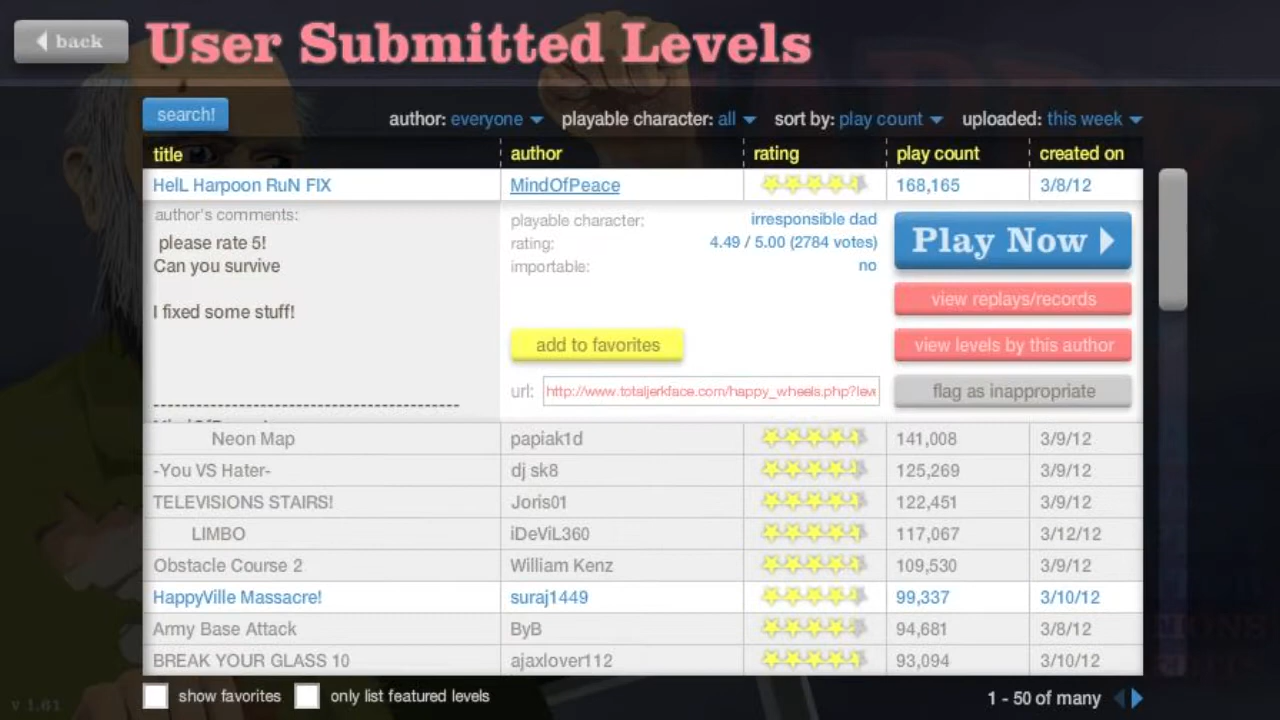 back
User Submitted Levels
search!
author: everyone playable character: all sort by: play count uploaded: this week
title author rating play count created on
HelL Harpoon RuN FIX MindOfPeace 168,165 3/8/12
author's comments:
please rate 5!
Can you survive
I fixed some stuff!
----------------------------------------
playable character: irresponsible dad
rating: 4.49 / 5.00 (2784 votes)
importable: no
add to favorites
url: http://www.totaljerkface.com/happy_wheels.php?leve
Play Now
view replays/records
view levels by this author
flag as inappropriate
Neon Map papiak1d 141,008 3/9/12
-You VS Hater- dj sk8 125,269 3/9/12
TELEVISIONS STAIRS! Joris01 122,451 3/9/12
LIMBO iDeViL360 117,067 3/12/12
Obstacle Course 2 William Kenz 109,530 3/9/12
HappyVille Massacre! suraj1449 99,337 3/10/12
Army Base Attack ByB 94,681 3/8/12
BREAK YOUR GLASS 10 ajaxlover112 93,094 3/10/12
show favorites only list featured levels 1 - 50 of many
v 1.61